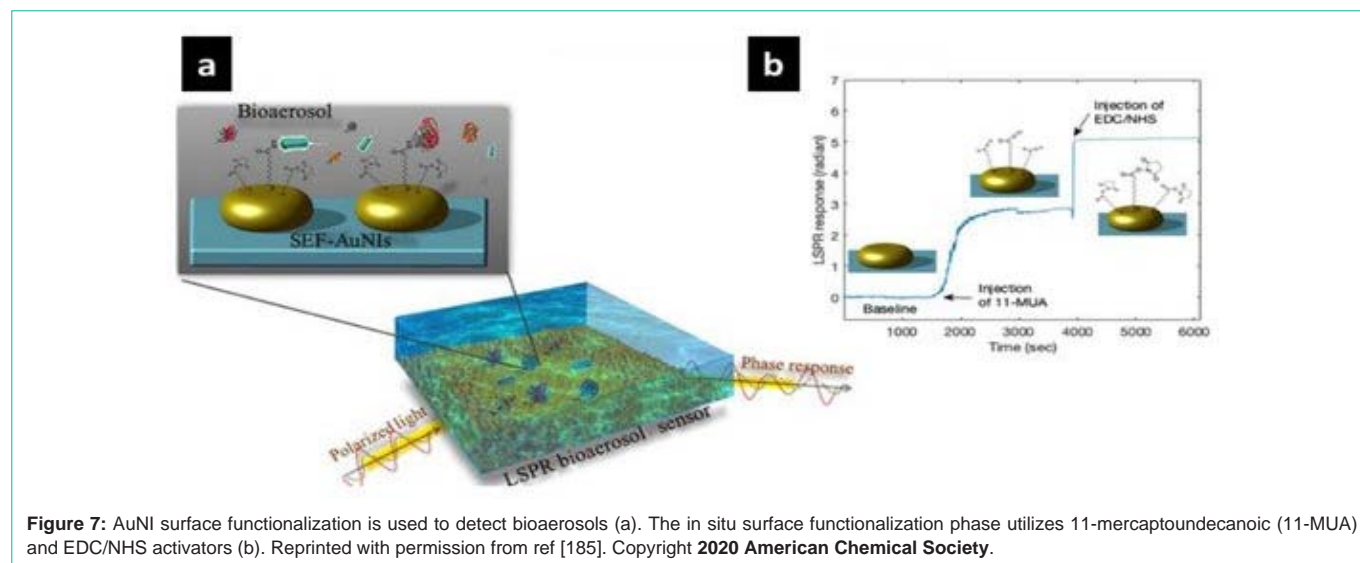 a
Bioaerosol
SEF-AuNIs
Polarized light
LSPR bioaerosol sensor
Phase response
b
LSPR response (radian)
7
6
5
4
3
2
1
0
Injection of
EDC/NHS
Injection
of 11-MUA
Baseline
1000 2000 3000 4000 5000 6000
Time (sec)
Figure 7: AuNI surface functionalization is used to detect bioaerosols (a). The in situ surface functionalization phase utilizes 11-mercaptoundecanoic (11-MUA)
and EDC/NHS activators (b). Reprinted with permission from ref [185]. Copyright 2020 American Chemical Society.